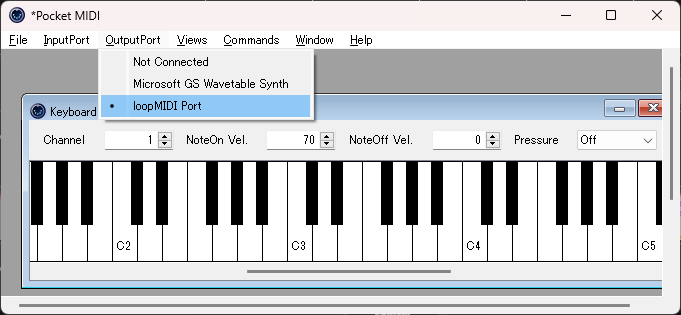 *Pocket MIDI
File InputPort OutputPort Views Commands Window Help
Not Connected
Microsoft GS Wavetable Synth
• loopMIDI Port
Keyboard
Channel 1 NoteOn Vel. 70 NoteOff Vel. 0 Pressure Off
C2 C3 C4 C5